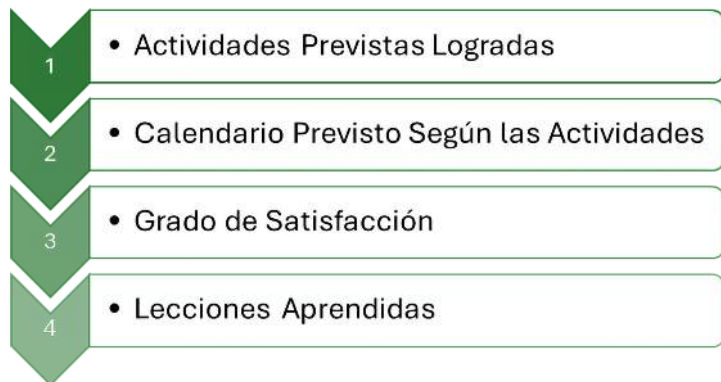 1
• Actividades Previstas Logradas
2
• Calendario Previsto Según las Actividades
3
• Grado de Satisfacción
4
• Lecciones Aprendidas